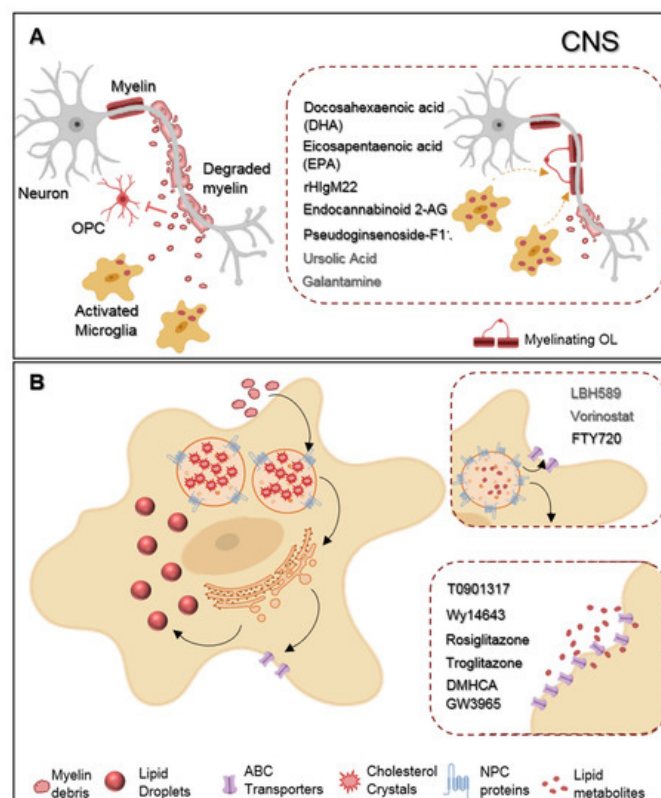 A
CNS
Myelin
Neuron
Degraded
myelin
OPC
Activated
Microglia
Docosahexaenoic acid
(DHA)
Eicosapentaenoic acid
(EPA)
rHIgM22
Endocannabinoid 2-AG
Pseudoginsenoside-F1'.
Ursolic Acid
Galantamine
Myelinating OL
B
LBH589
Vorinostat
FTY720
T0901317
Wy14643
Rosiglitazone
Troglitazone
DMHCA
GW3965
Myelin
debris
Lipid
Droplets
ABC
Transporters
Cholesterol
Crystals
NPC
proteins
Lipid
metabolites